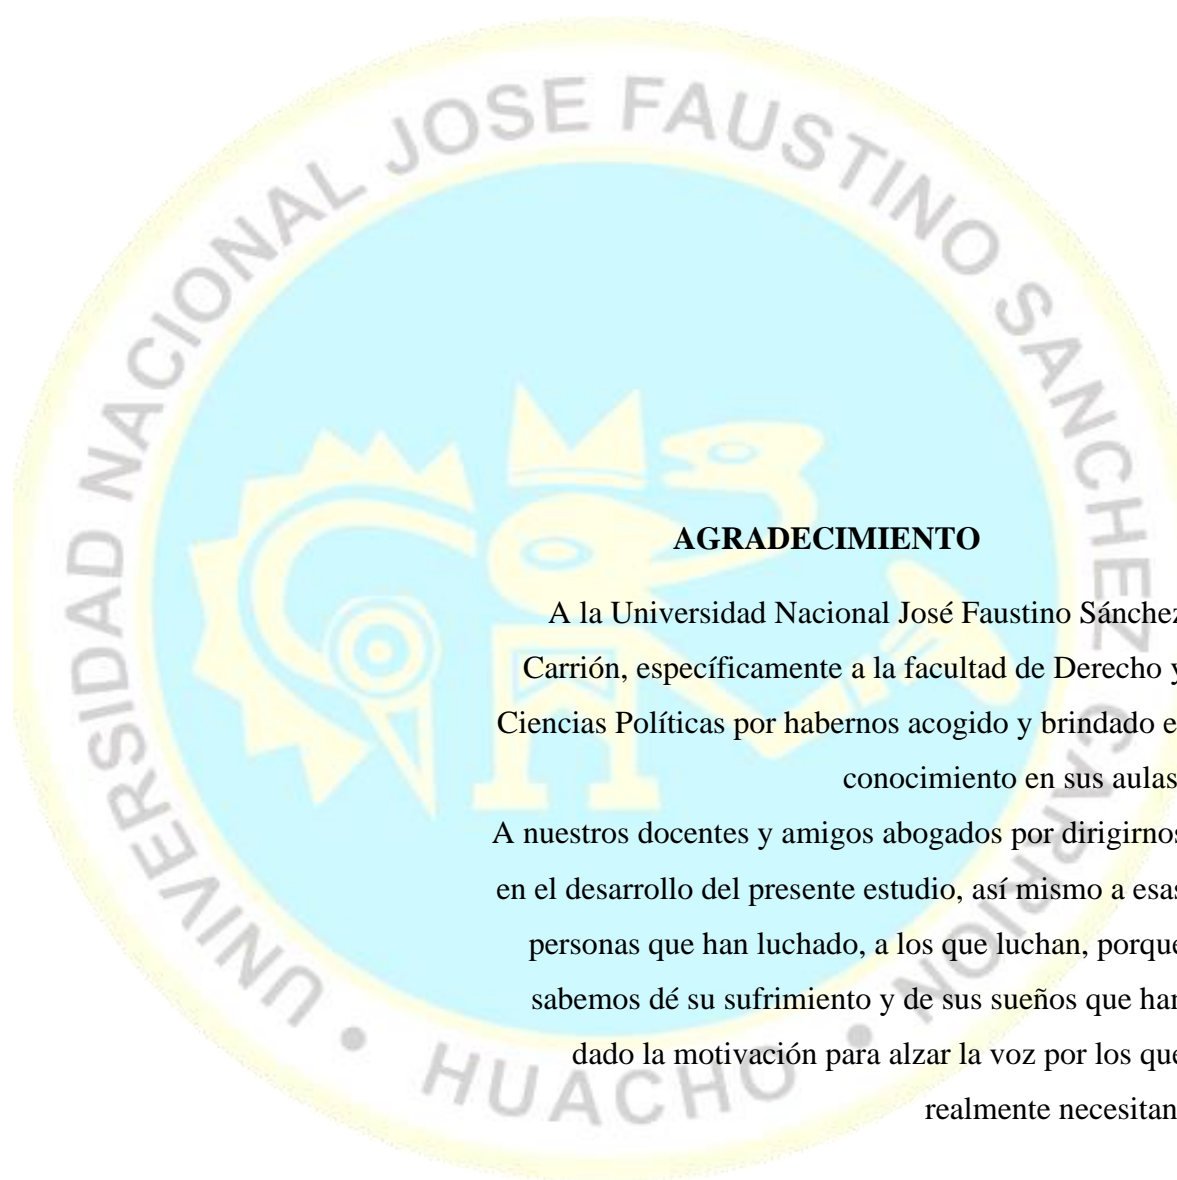 UNIVERSIDAD NACIONAL JOSE FAUSTINO SANCHEZ CARRION
• HUACHO •
AGRADECIMIENTO
A la Universidad Nacional José Faustino Sánchez
Carrión, específicamente a la facultad de Derecho y
Ciencias Políticas por habernos acogido y brindado e
conocimiento en sus aulas
A nuestros docentes y amigos abogados por dirigirnos
en el desarrollo del presente estudio, así mismo a esas
personas que han luchado, a los que luchan, porque
sabemos dé su sufrimiento y de sus sueños que han
dado la motivación para alzar la voz por los que
realmente necesitan